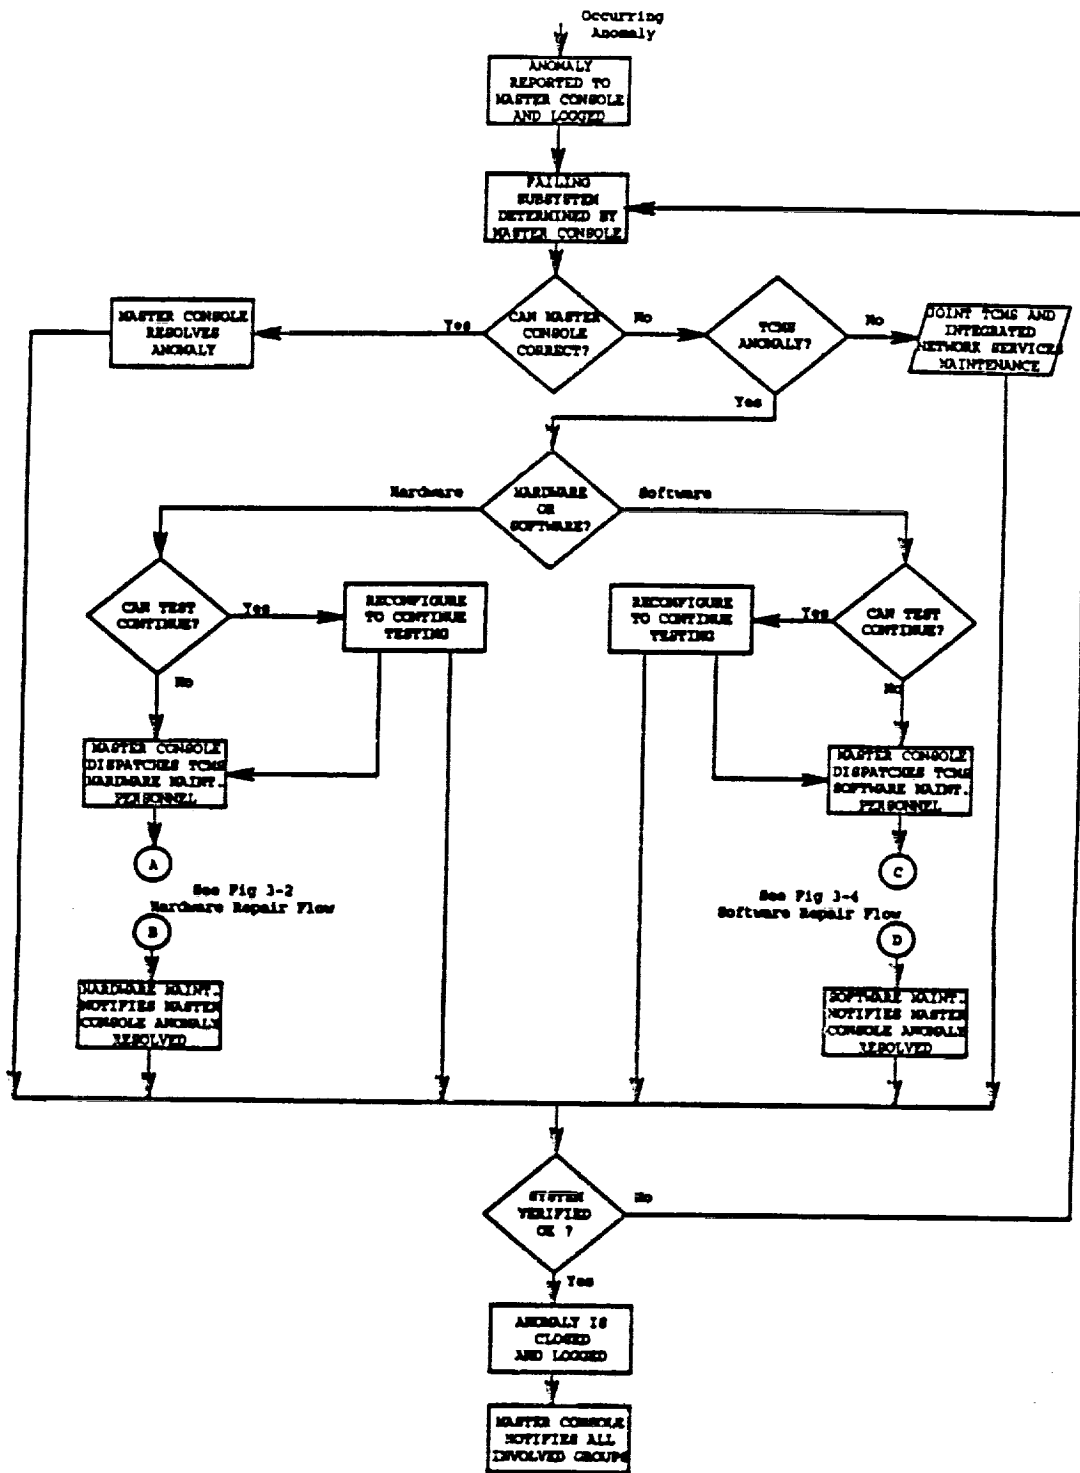 Occurring
Anomaly
ANOMALY
REPORTED TO
MASTER CONSOLE
AND LOGGED
FAILING
SUBSYSTEM
DETERMINED BY
MASTER CONSOLE
MASTER CONSOLE
RESOLVES
ANOMALY
Yes
CAN MASTER
CONSOLE
CORRECT?
No
TCMS
ANOMALY?
No
JOINT TCMS AND
INTEGRATED
NETWORK SERVICES
MAINTENANCE
Yes
Hardware
HARDWARE
OR
SOFTWARE?
Software
CAN TEST
CONTINUE?
Yes
RECONFIGURE
TO CONTINUE
TESTING
RECONFIGURE
TO CONTINUE
TESTING
Yes
CAN TEST
CONTINUE?
No
No
MASTER CONSOLE
DISPATCHES TCMS
HARDWARE MAINT.
PERSONNEL
MASTER CONSOLE
DISPATCHES TCMS
SOFTWARE MAINT.
PERSONNEL
A
C
See Fig 3-2
Hardware Repair Flow
See Fig 3-4
Software Repair Flow
B
D
HARDWARE MAINT.
NOTIFIES MASTER
CONSOLE ANOMALY
RESOLVED
SOFTWARE MAINT.
NOTIFIES MASTER
CONSOLE ANOMALY
RESOLVED
SYSTEM
VERIFIED
OK ?
No
Yes
ANOMALY IS
CLOSED
AND LOGGED
MASTER CONSOLE
NOTIFIES ALL
INVOLVED GROUPS